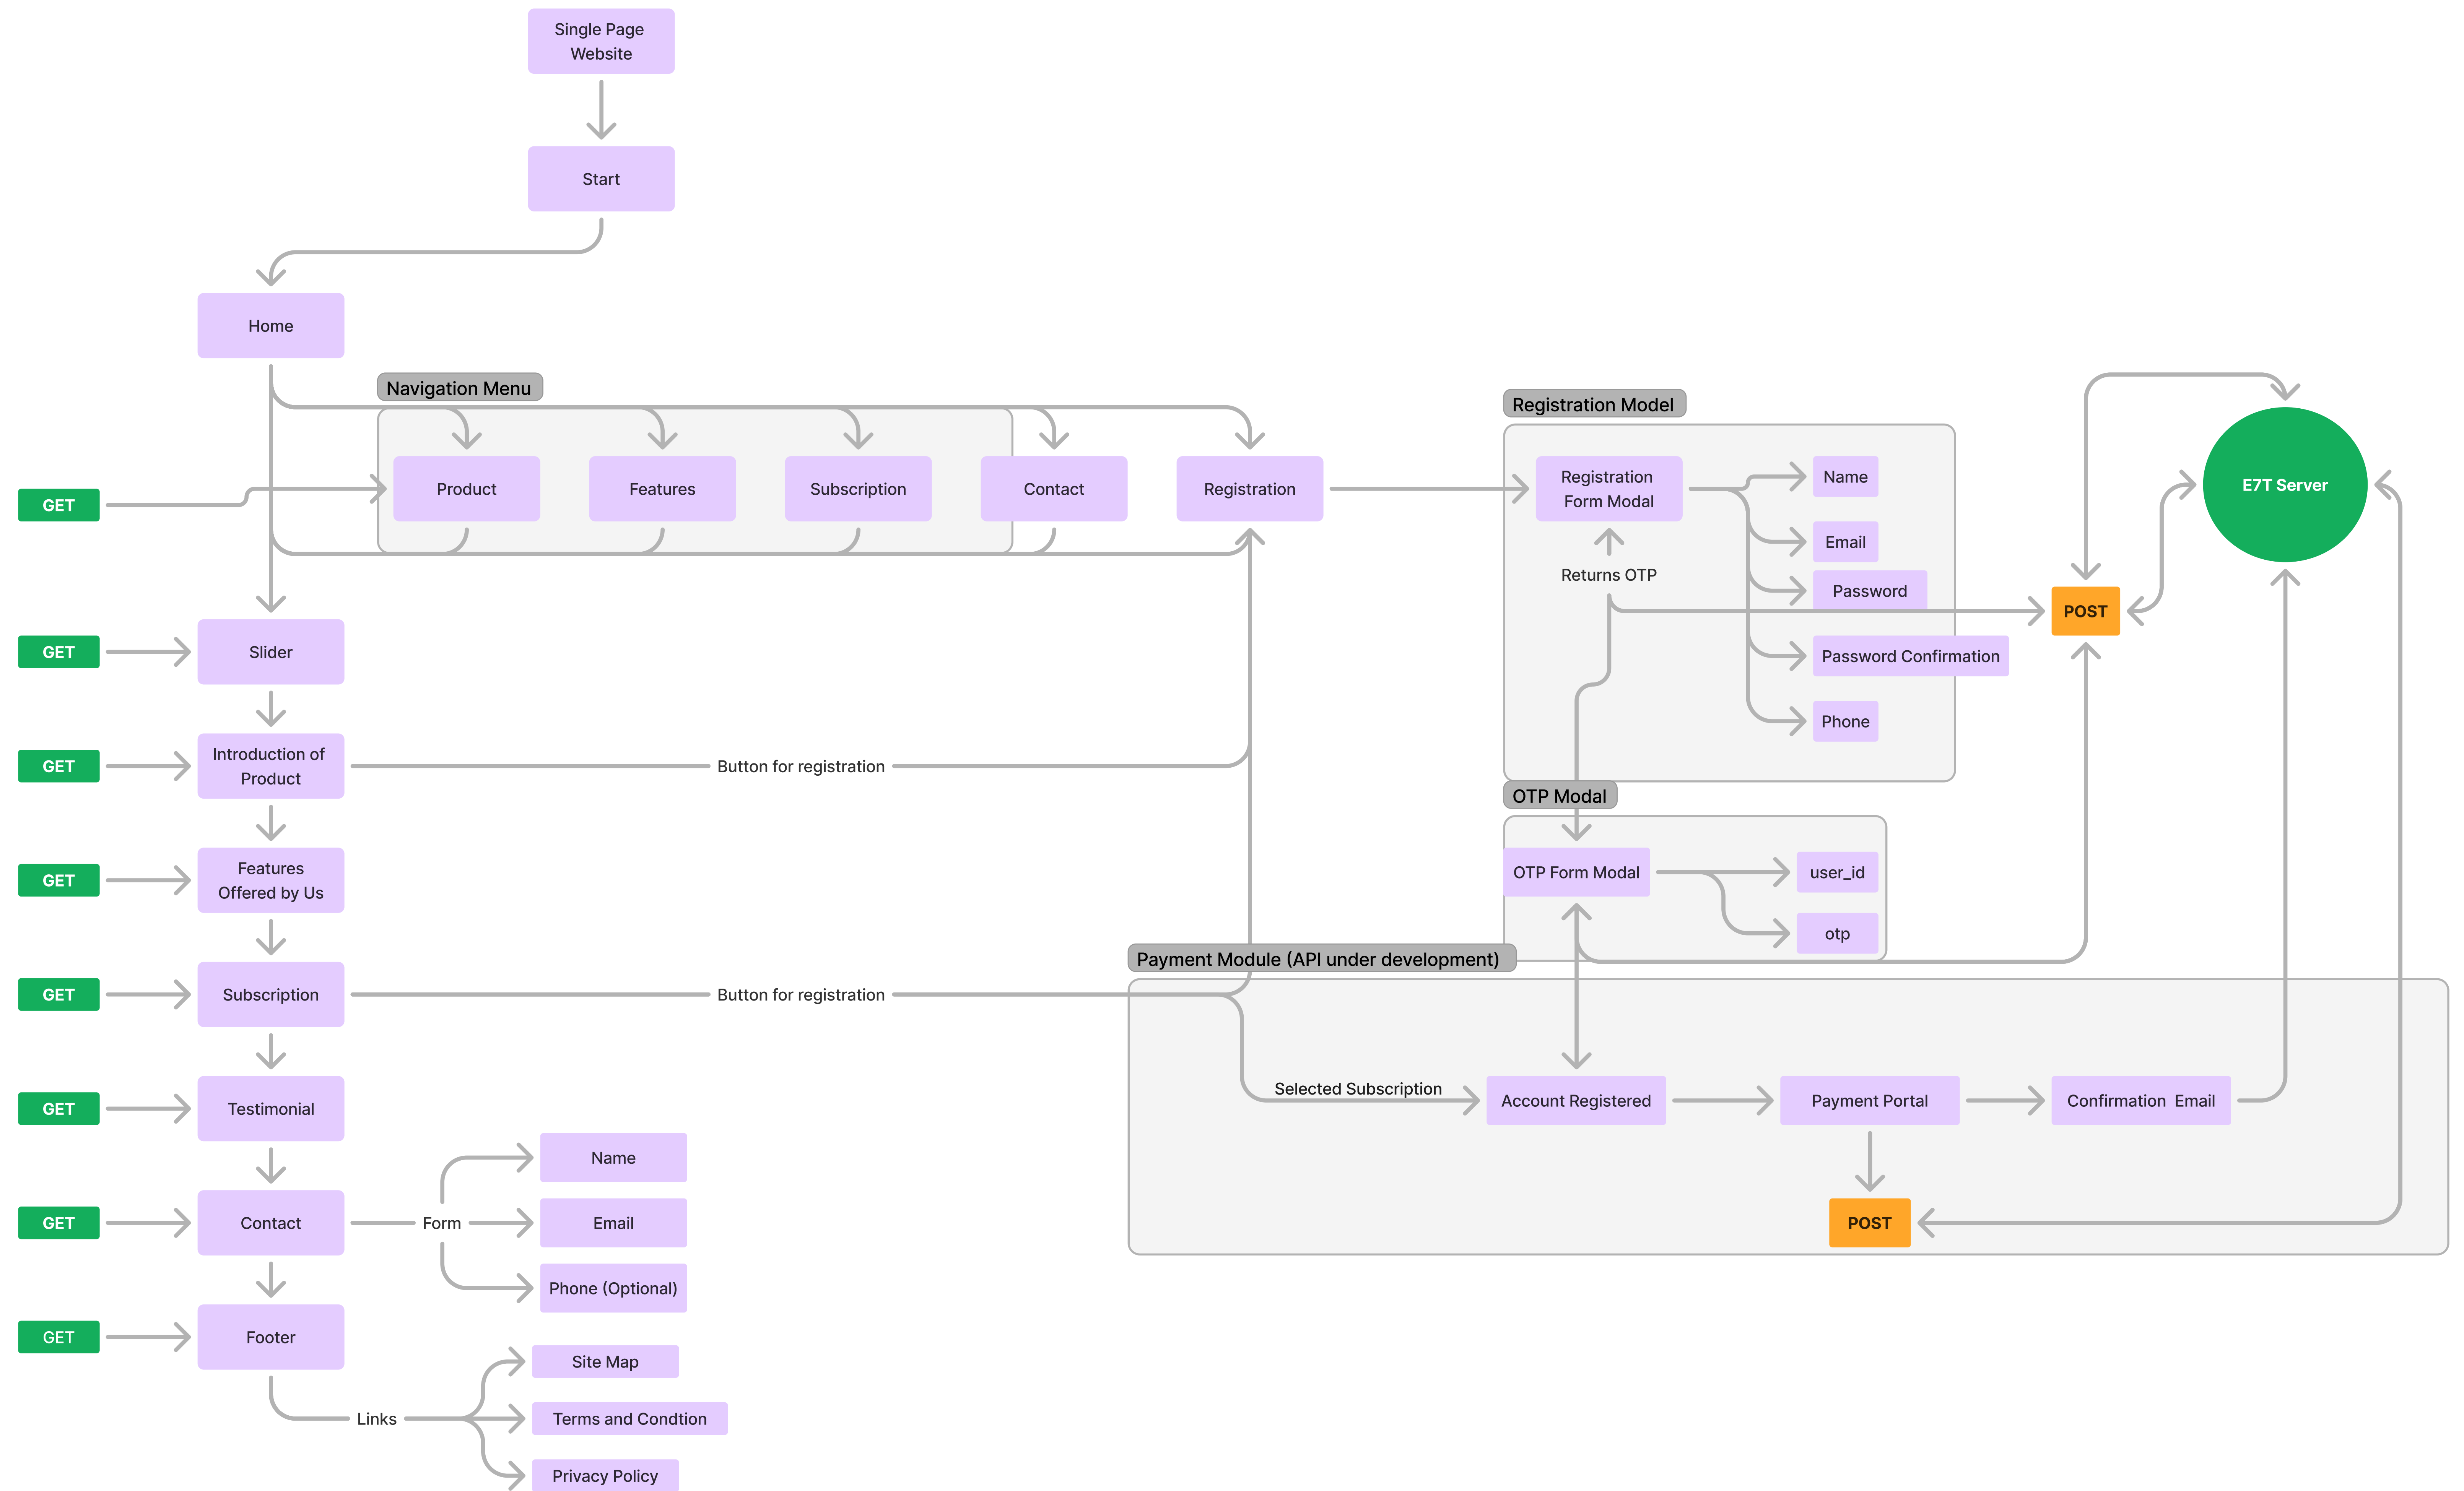 Single Page
Website
Start
Home
Navigation Menu
Registration Model
GET
Product
Features
Subscription
Contact
Registration
Registration
Form Modal
Name
Email
Password
Password Confirmation
Phone
Returns OTP
POST
E7T Server
GET
Slider
GET
Introduction of
Product
Button for registration
OTP Modal
GET
Features
Offered by Us
OTP Form Modal
user_id
otp
Payment Module (API under development)
GET
Subscription
Button for registration
Selected Subscription
Account Registered
Payment Portal
Confirmation Email
POST
GET
Testimonial
GET
Contact
Form
Name
Email
Phone (Optional)
GET
Footer
Links
Site Map
Terms and Condtion
Privacy Policy